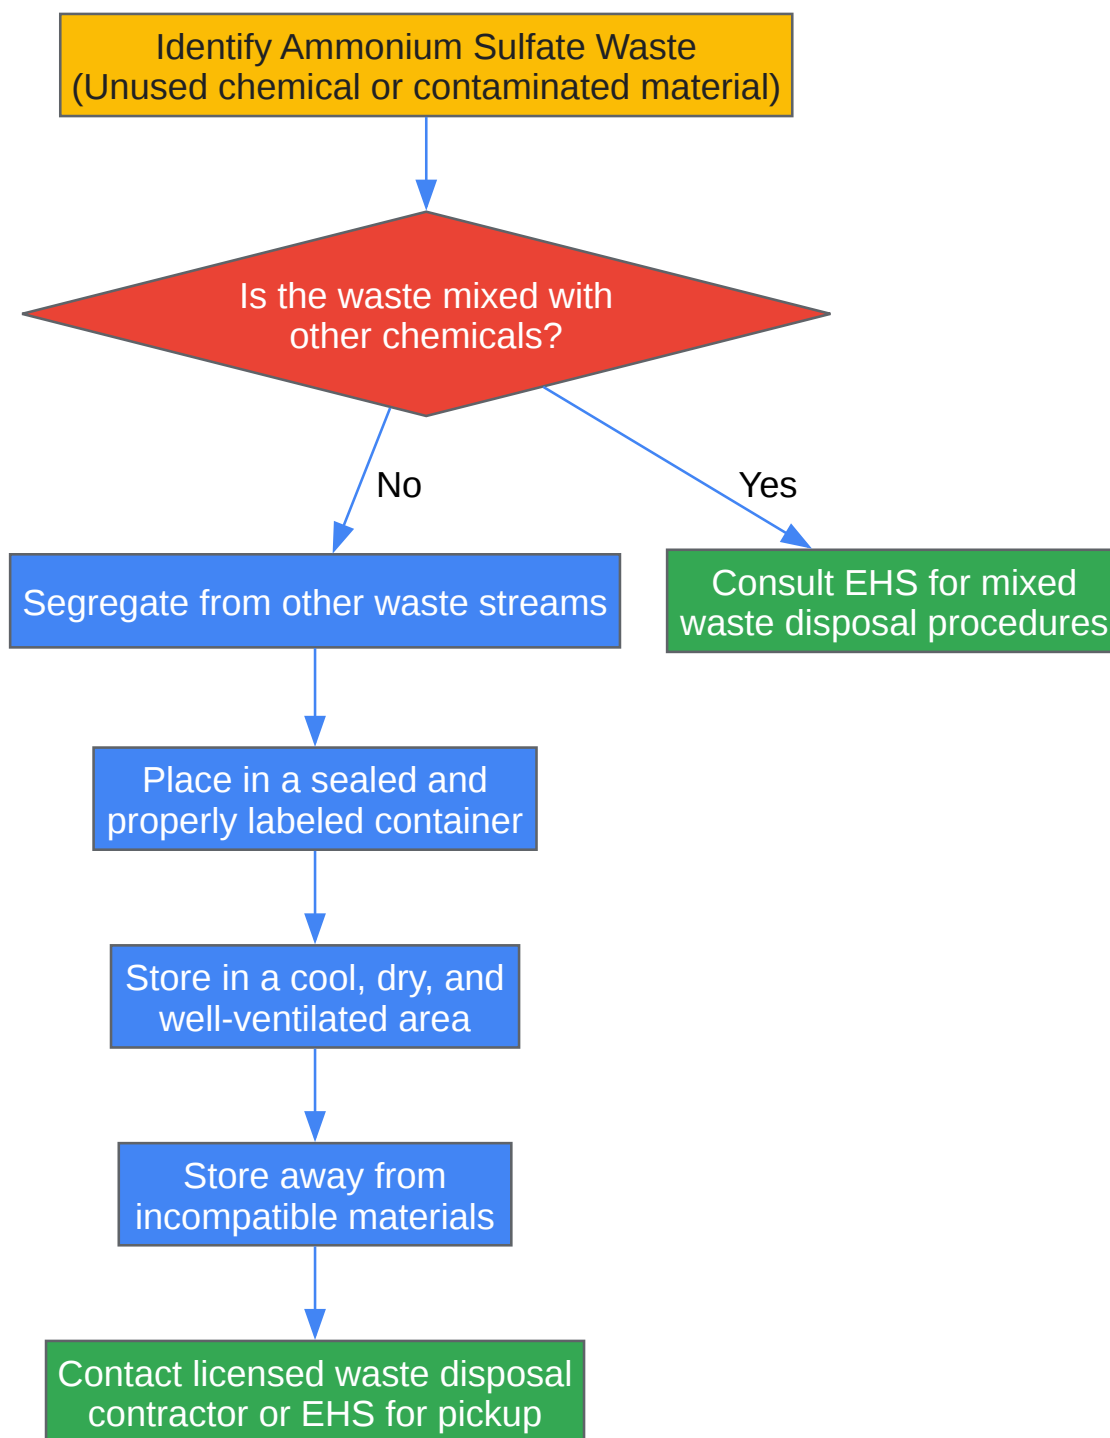 Identify Ammonium Sulfate Waste
(Unused chemical or contaminated material)
Is the waste mixed with
other chemicals?
No
Yes
Segregate from other waste streams
Consult EHS for mixed
waste disposal procedures
Place in a sealed and
properly labeled container
Store in a cool, dry, and
well-ventilated area
Store away from
incompatible materials
Contact licensed waste disposal
contractor or EHS for pickup